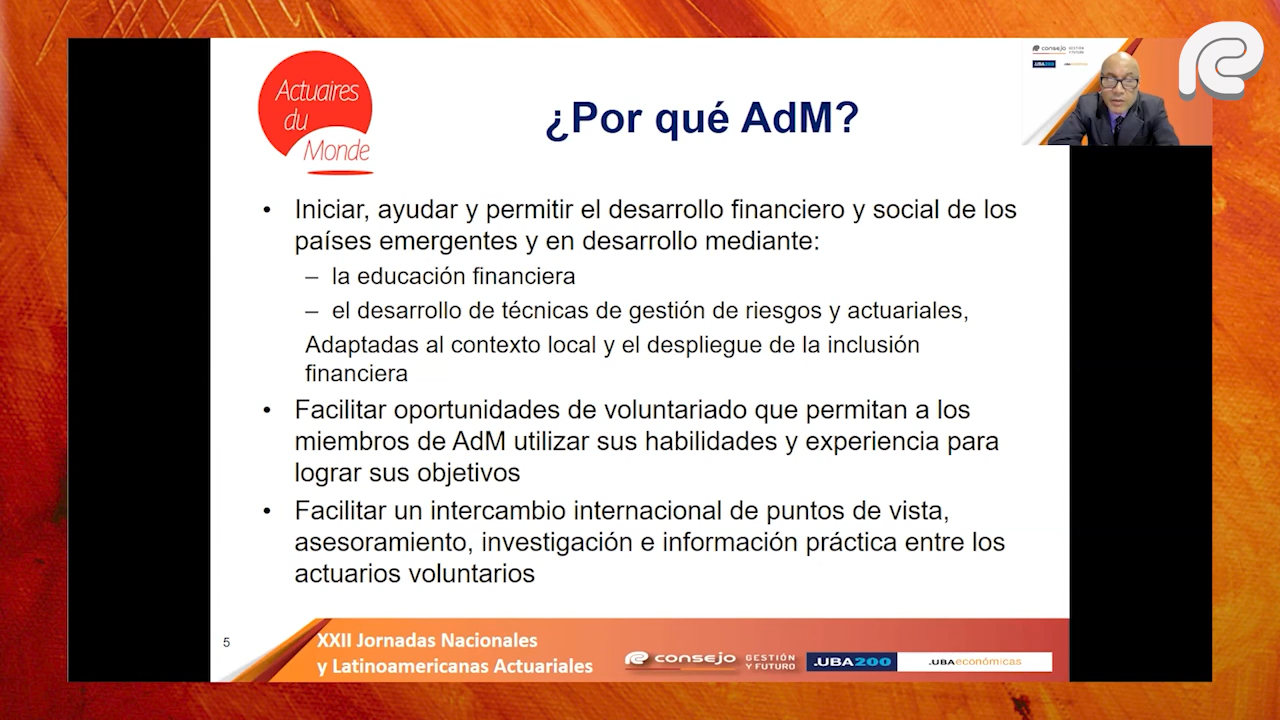 Actuaires
du
Monde
¿Por qué AdM?
consejo GESTIÓN Y FUTURO
.UBA200
• Iniciar, ayudar y permitir el desarrollo financiero y social de los
países emergentes y en desarrollo mediante:
– la educación financiera
– el desarrollo de técnicas de gestión de riesgos y actuariales,
Adaptadas al contexto local y el despliegue de la inclusión
financiera
• Facilitar oportunidades de voluntariado que permitan a los
miembros de AdM utilizar sus habilidades y experiencia para
lograr sus objetivos
• Facilitar un intercambio internacional de puntos de vista,
asesoramiento, investigación e información práctica entre los
actuarios voluntarios
5
XXII Jornadas Nacionales
y Latinoamericanas Actuariales
consejo GESTIÓN Y FUTURO .UBA200 .UBAeconómicas